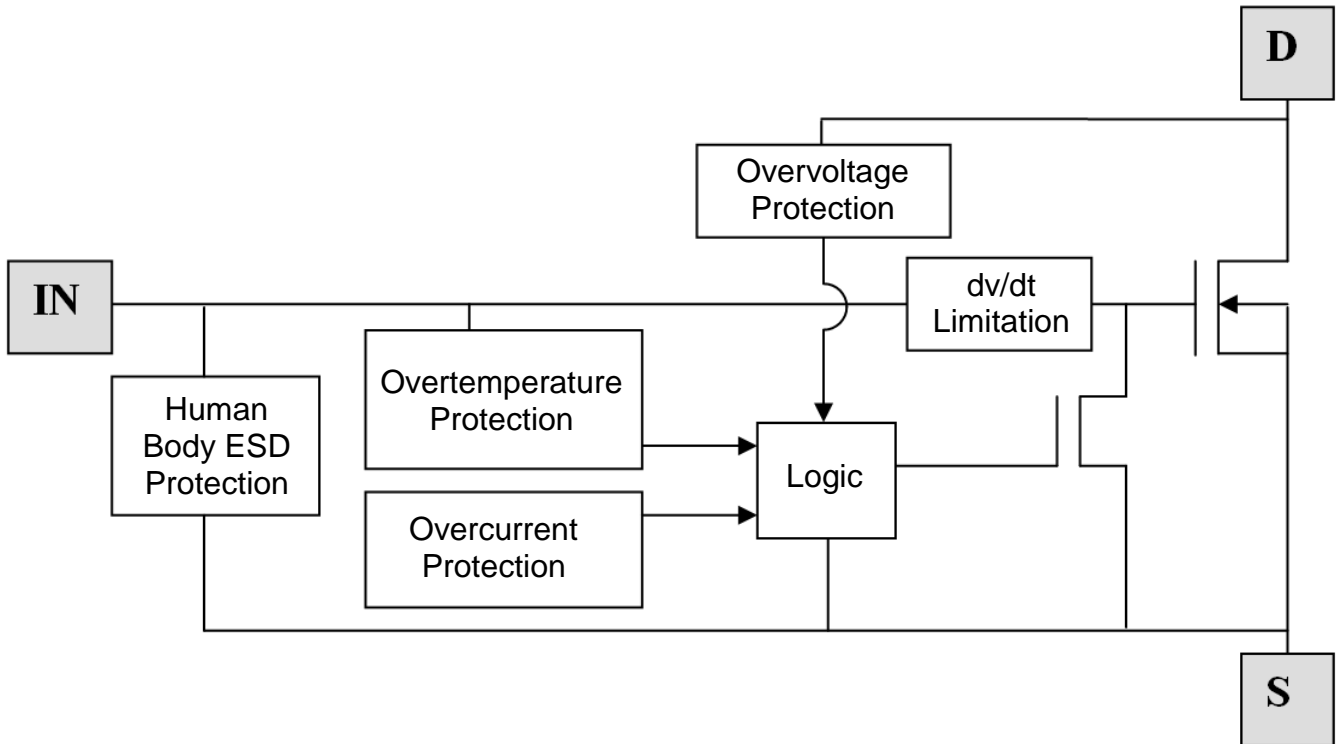 D
Overvoltage
Protection
IN
dv/dt
Limitation
Overtemperature
Protection
Human
Body ESD
Protection
Logic
Overcurrent
Protection
S